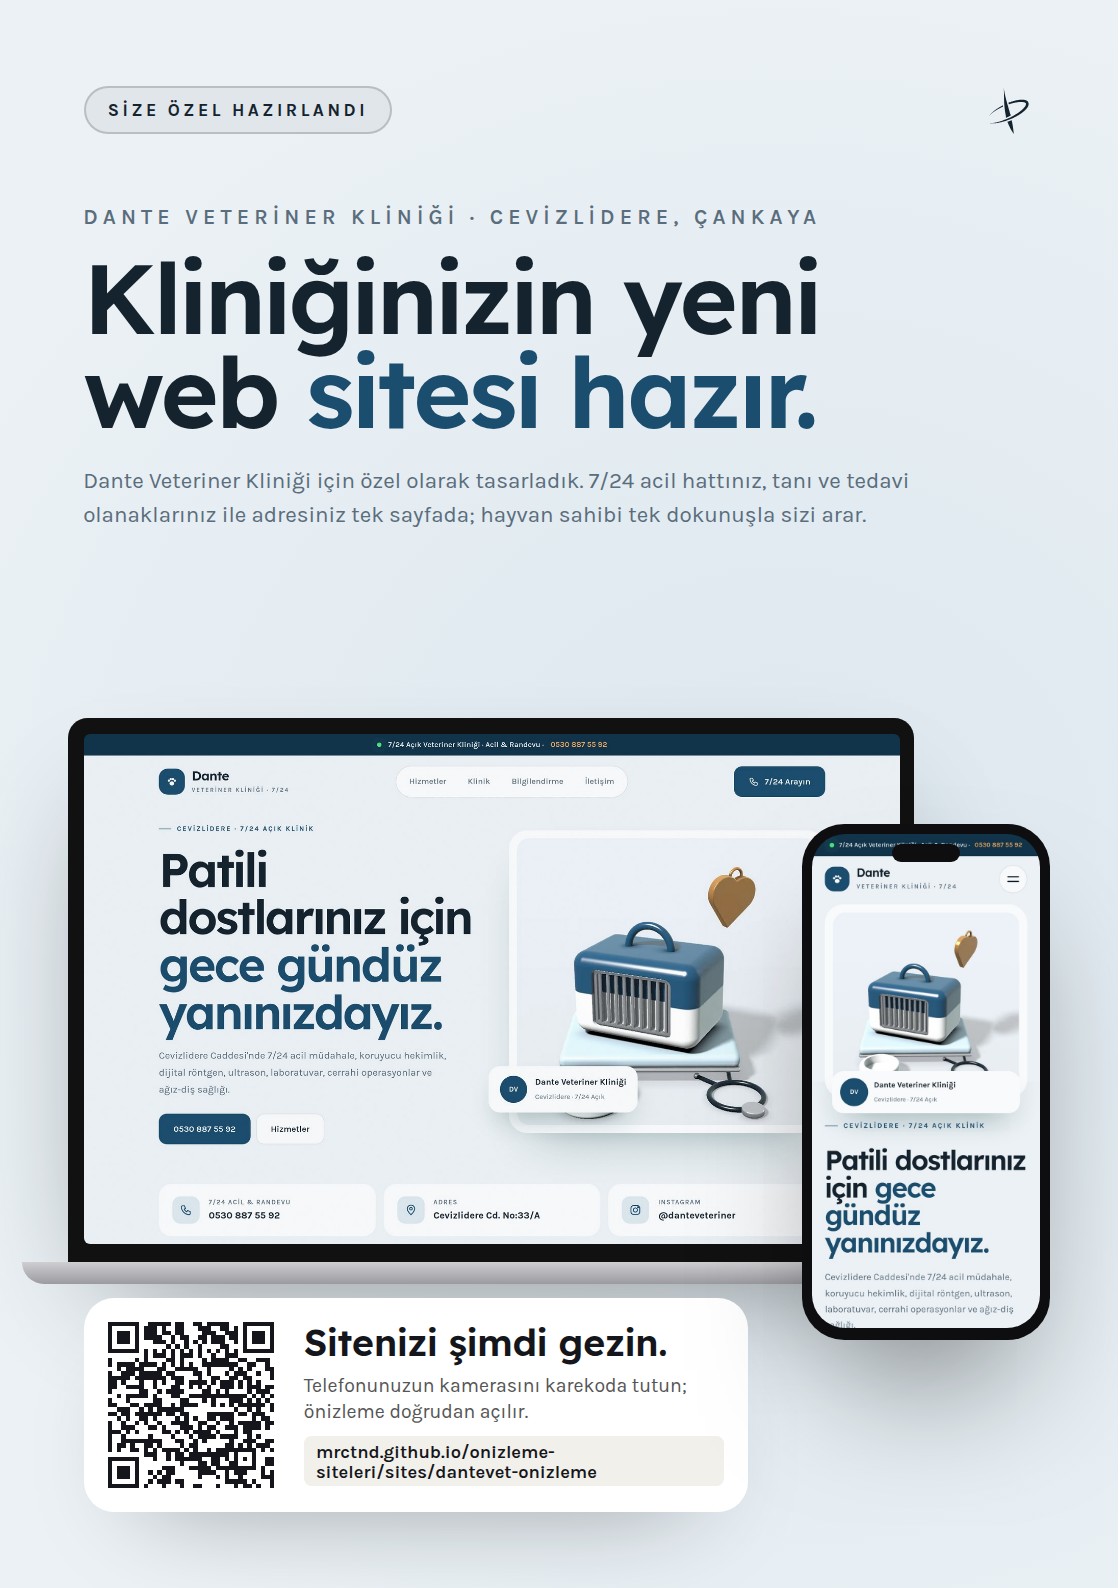 SİZE ÖZEL HAZIRLANDI
DANTE VETERİNER KLİNİĞİ · CEVİZLİDERE, ÇANKAYA
Kliniğinizin yeni
web sitesi hazır.
Dante Veteriner Kliniği için özel olarak tasarladık. 7/24 acil hattınız, tanı ve tedavi
olanaklarınız ile adresiniz tek sayfada; hayvan sahibi tek dokunuşla sizi arar.
7/24 Açık Veteriner Kliniği · Acil & Randevu · 0530 887 55 92
Dante
VETERİNER KLİNİĞİ · 7/24
Hizmetler Klinik Bilgilendirme İletişim
7/24 Arayın
CEVİZLİDERE · 7/24 AÇIK KLİNİK
Patili
dostlarınız için
gece gündüz
yanınızdayız.
Cevizlidere Caddesi'nde 7/24 acil müdahale, koruyucu hekimlik,
dijital röntgen, ultrason, laboratuvar, cerrahi operasyonlar ve
ağız-diş sağlığı.
0530 887 55 92 Hizmetler
DV
Dante Veteriner Kliniği
Cevizlidere · 7/24 Açık
7/24 ACİL & RANDEVU
0530 887 55 92
ADRES
Cevizlidere Cd. No:33/A
INSTAGRAM
@danteveteriner
7/24 Açık 0530 887 55 92
Dante
VETERİNER KLİNİĞİ · 7/24
DV
Dante Veteriner Kliniği
Cevizlidere · 7/24 Açık
CEVİZLİDERE · 7/24 AÇIK KLİNİK
Patili dostlarınız
için gece
gündüz
yanınızdayız.
Cevizlidere Caddesi'nde 7/24 acil müdahale,
koruyucu hekimlik, dijital röntgen, ultrason,
laboratuvar, cerrahi operasyonlar ve ağız-diş
Sitenizi şimdi gezin.
Telefonunuzun kamerasını karekoda tutun;
önizleme doğrudan açılır.
mrctnd.github.io/onizleme-
siteleri/sites/dantevet-onizleme